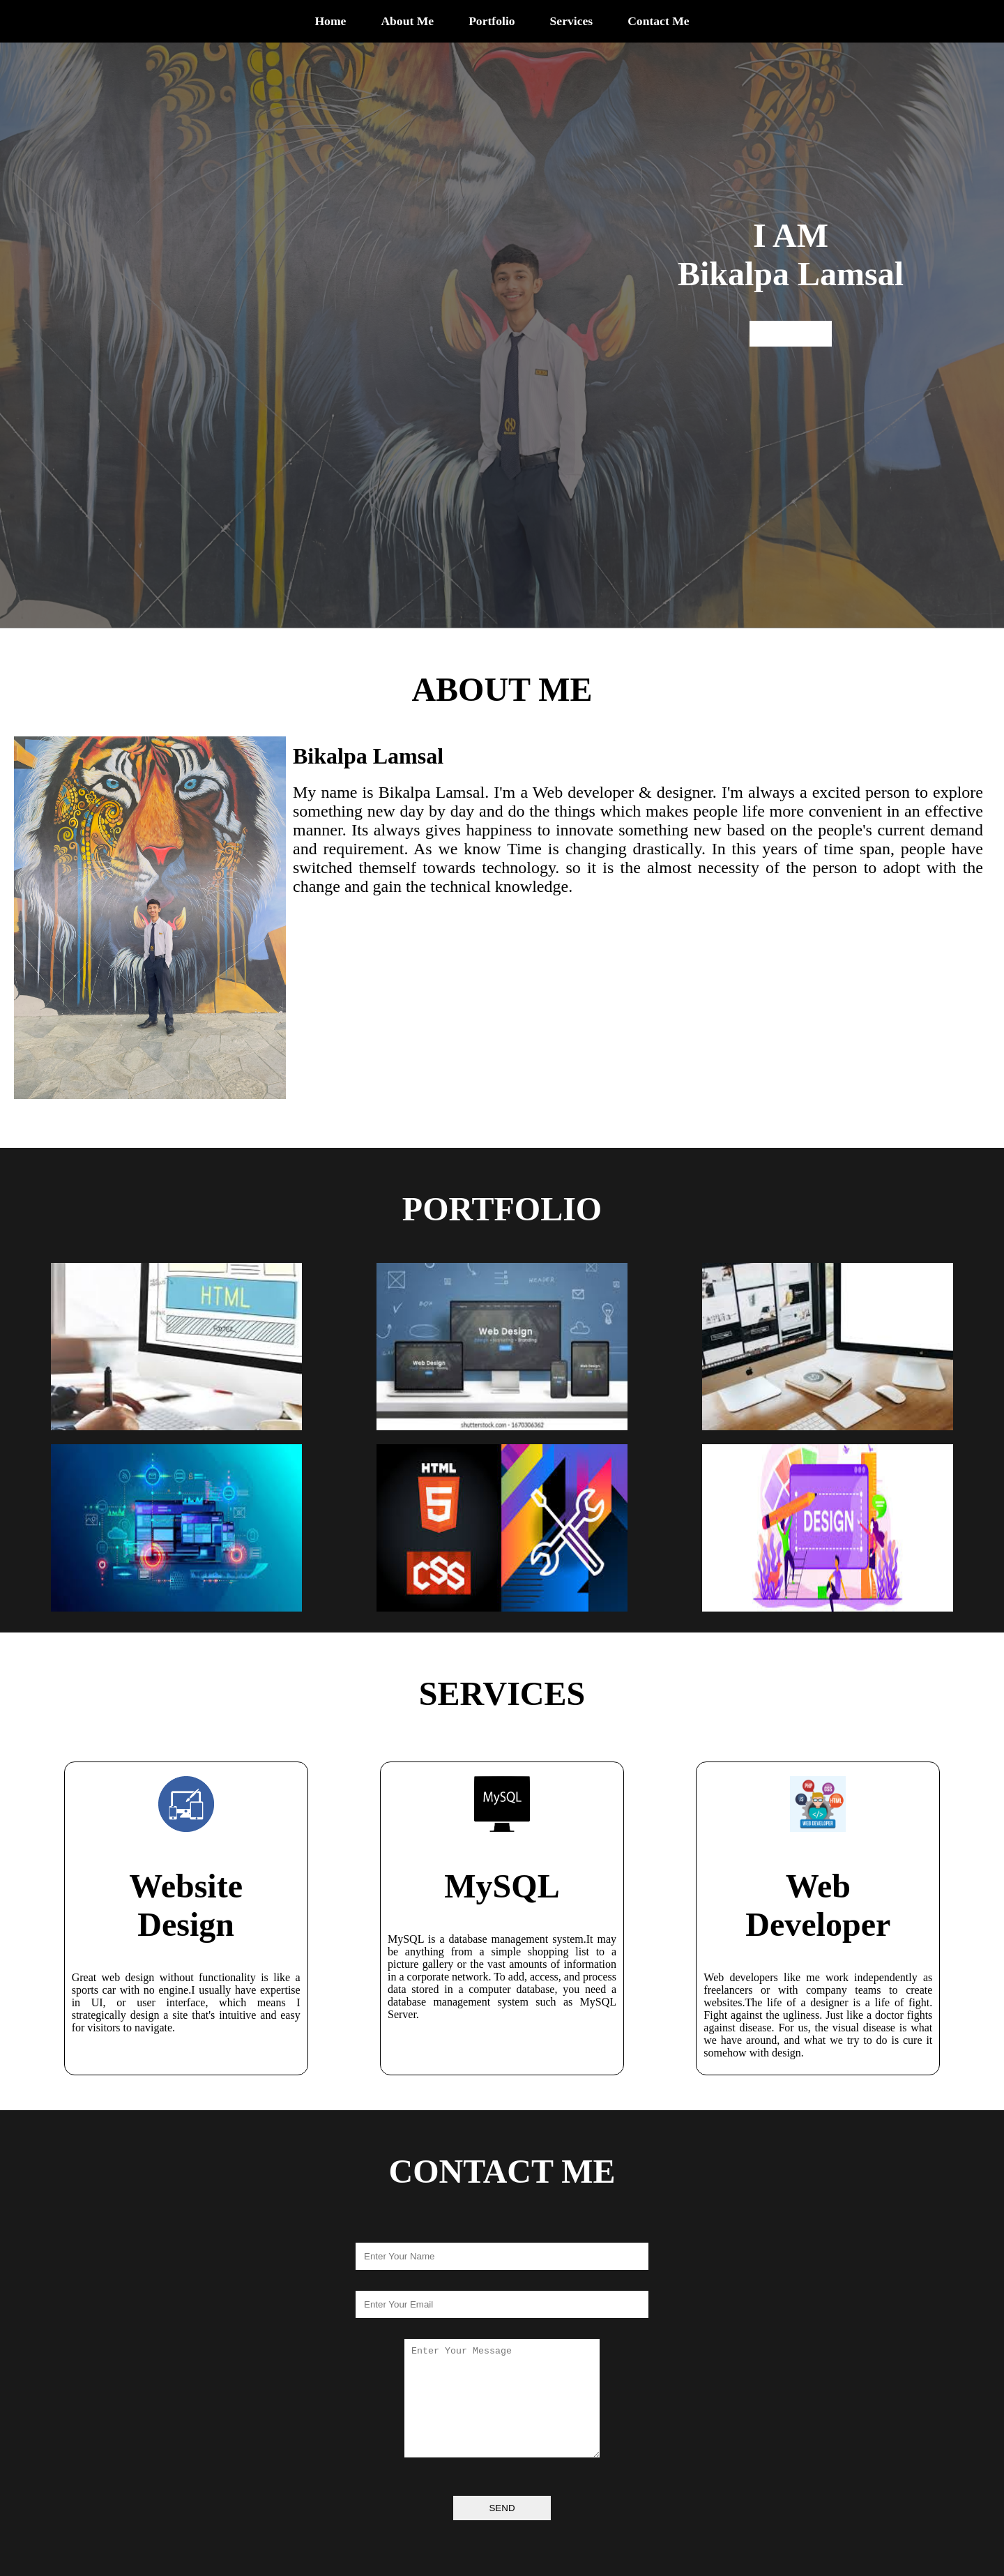 Home About Me Portfolio Services Contact Me
I AM
Bikalpa Lamsal
ABOUT ME
Bikalpa Lamsal
My name is Bikalpa Lamsal. I'm a Web developer & designer. I'm always a excited person to explore
something new day by day and do the things which makes people life more convenient in an effective
manner. Its always gives happiness to innovate something new based on the people's current demand
and requirement. As we know Time is changing drastically. In this years of time span, people have
switched themself towards technology. so it is the almost necessity of the person to adopt with the
change and gain the technical knowledge.
PORTFOLIO
HTML
HEADER
Web Design
Web Design
Web Design
shutterstock.com · 1670306362
HTML
5
CSS
DESIGN
SERVICES
Website
Design
Great web design without functionality is like a
sports car with no engine.I usually have expertise
in UI, or user interface, which means I
strategically design a site that's intuitive and easy
for visitors to navigate.
MySQL
MySQL
MySQL is a database management system.It may
be anything from a simple shopping list to a
picture gallery or the vast amounts of information
in a corporate network. To add, access, and process
data stored in a computer database, you need a
database management system such as MySQL
Server.
PHP
JS
HTML
WEB DEVELOPER
Web
Developer
Web developers like me work independently as
freelancers or with company teams to create
websites.The life of a designer is a life of fight.
Fight against the ugliness. Just like a doctor fights
against disease. For us, the visual disease is what
we have around, and what we try to do is cure it
somehow with design.
CONTACT ME
Enter Your Name
Enter Your Email
Enter Your Message
SEND